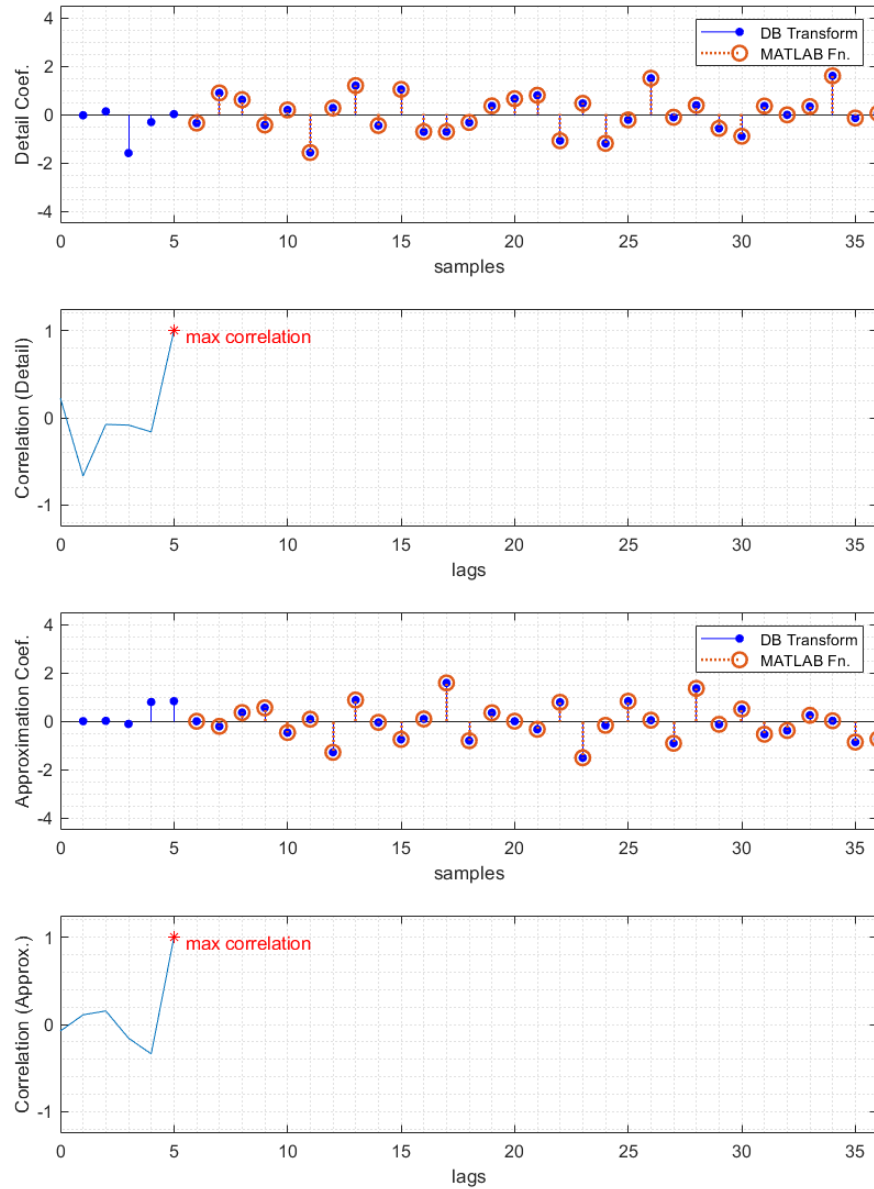 4
2
0
-2
-4
Detail Coef.
DB Transform
MATLAB Fn.
0 5 10 15 20 25 30 35
samples
1
0
-1
Correlation (Detail)
max correlation
0 5 10 15 20 25 30 35
lags
4
2
0
-2
-4
Approximation Coef.
DB Transform
MATLAB Fn.
0 5 10 15 20 25 30 35
samples
1
0
-1
Correlation (Approx.)
max correlation
0 5 10 15 20 25 30 35
lags